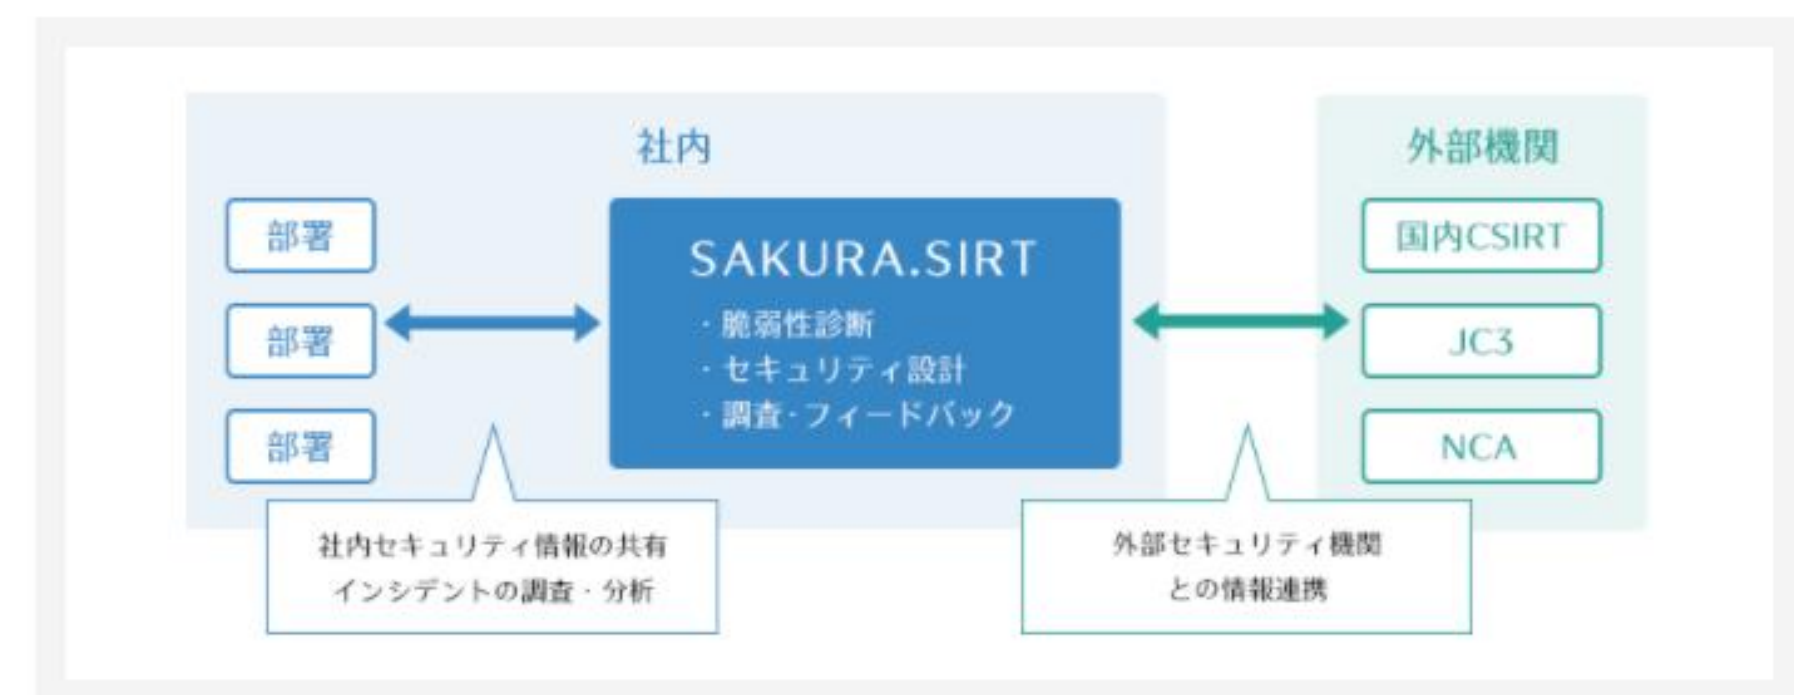 社内
部署
部署
部署
SAKURA.SIRT
・脆弱性診断
・セキュリティ設計
・調査・フィードバック
社内セキュリティ情報の共有
インシデントの調査・分析
外部機関
国内CSIRT
JC3
NCA
外部セキュリティ機関
との情報連携